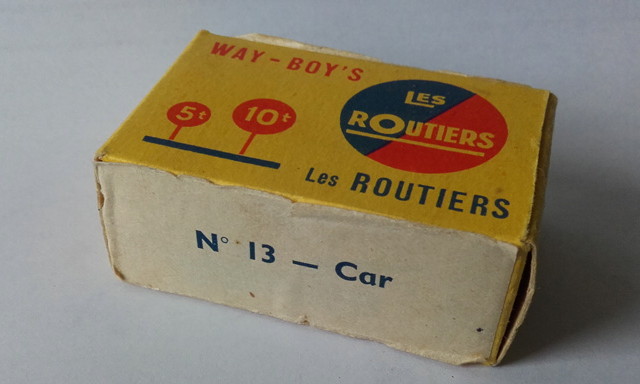 WAY-BOY'S
LES
ROUTIERS
5t
10t
Les ROUTIERS
N° 13 — Car